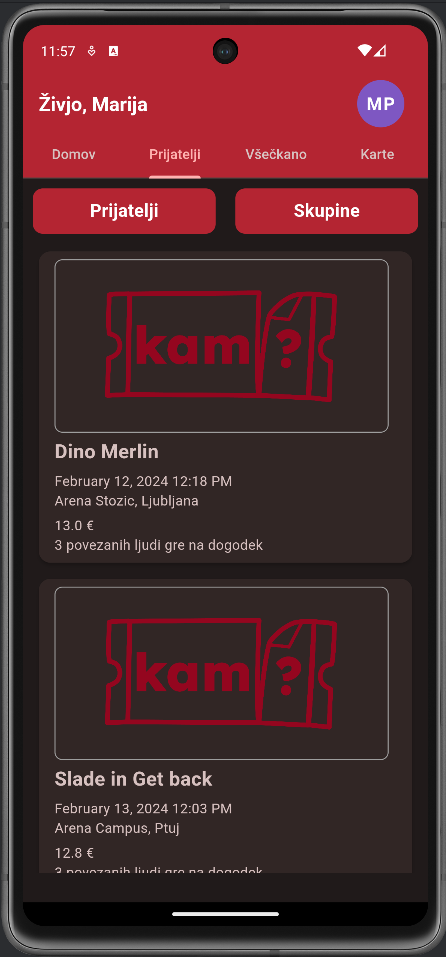 11:57
Živjo, Marija
MP
Domov Prijatelji Všečkano Karte
Prijatelji Skupine
kam ?
Dino Merlin
February 12, 2024 12:18 PM
Arena Stozic, Ljubljana
13.0 €
3 povezanih ljudi gre na dogodek
kam ?
Slade in Get back
February 13, 2024 12:03 PM
Arena Campus, Ptuj
12.8 €
3 povezanih ljudi gre na dogodek